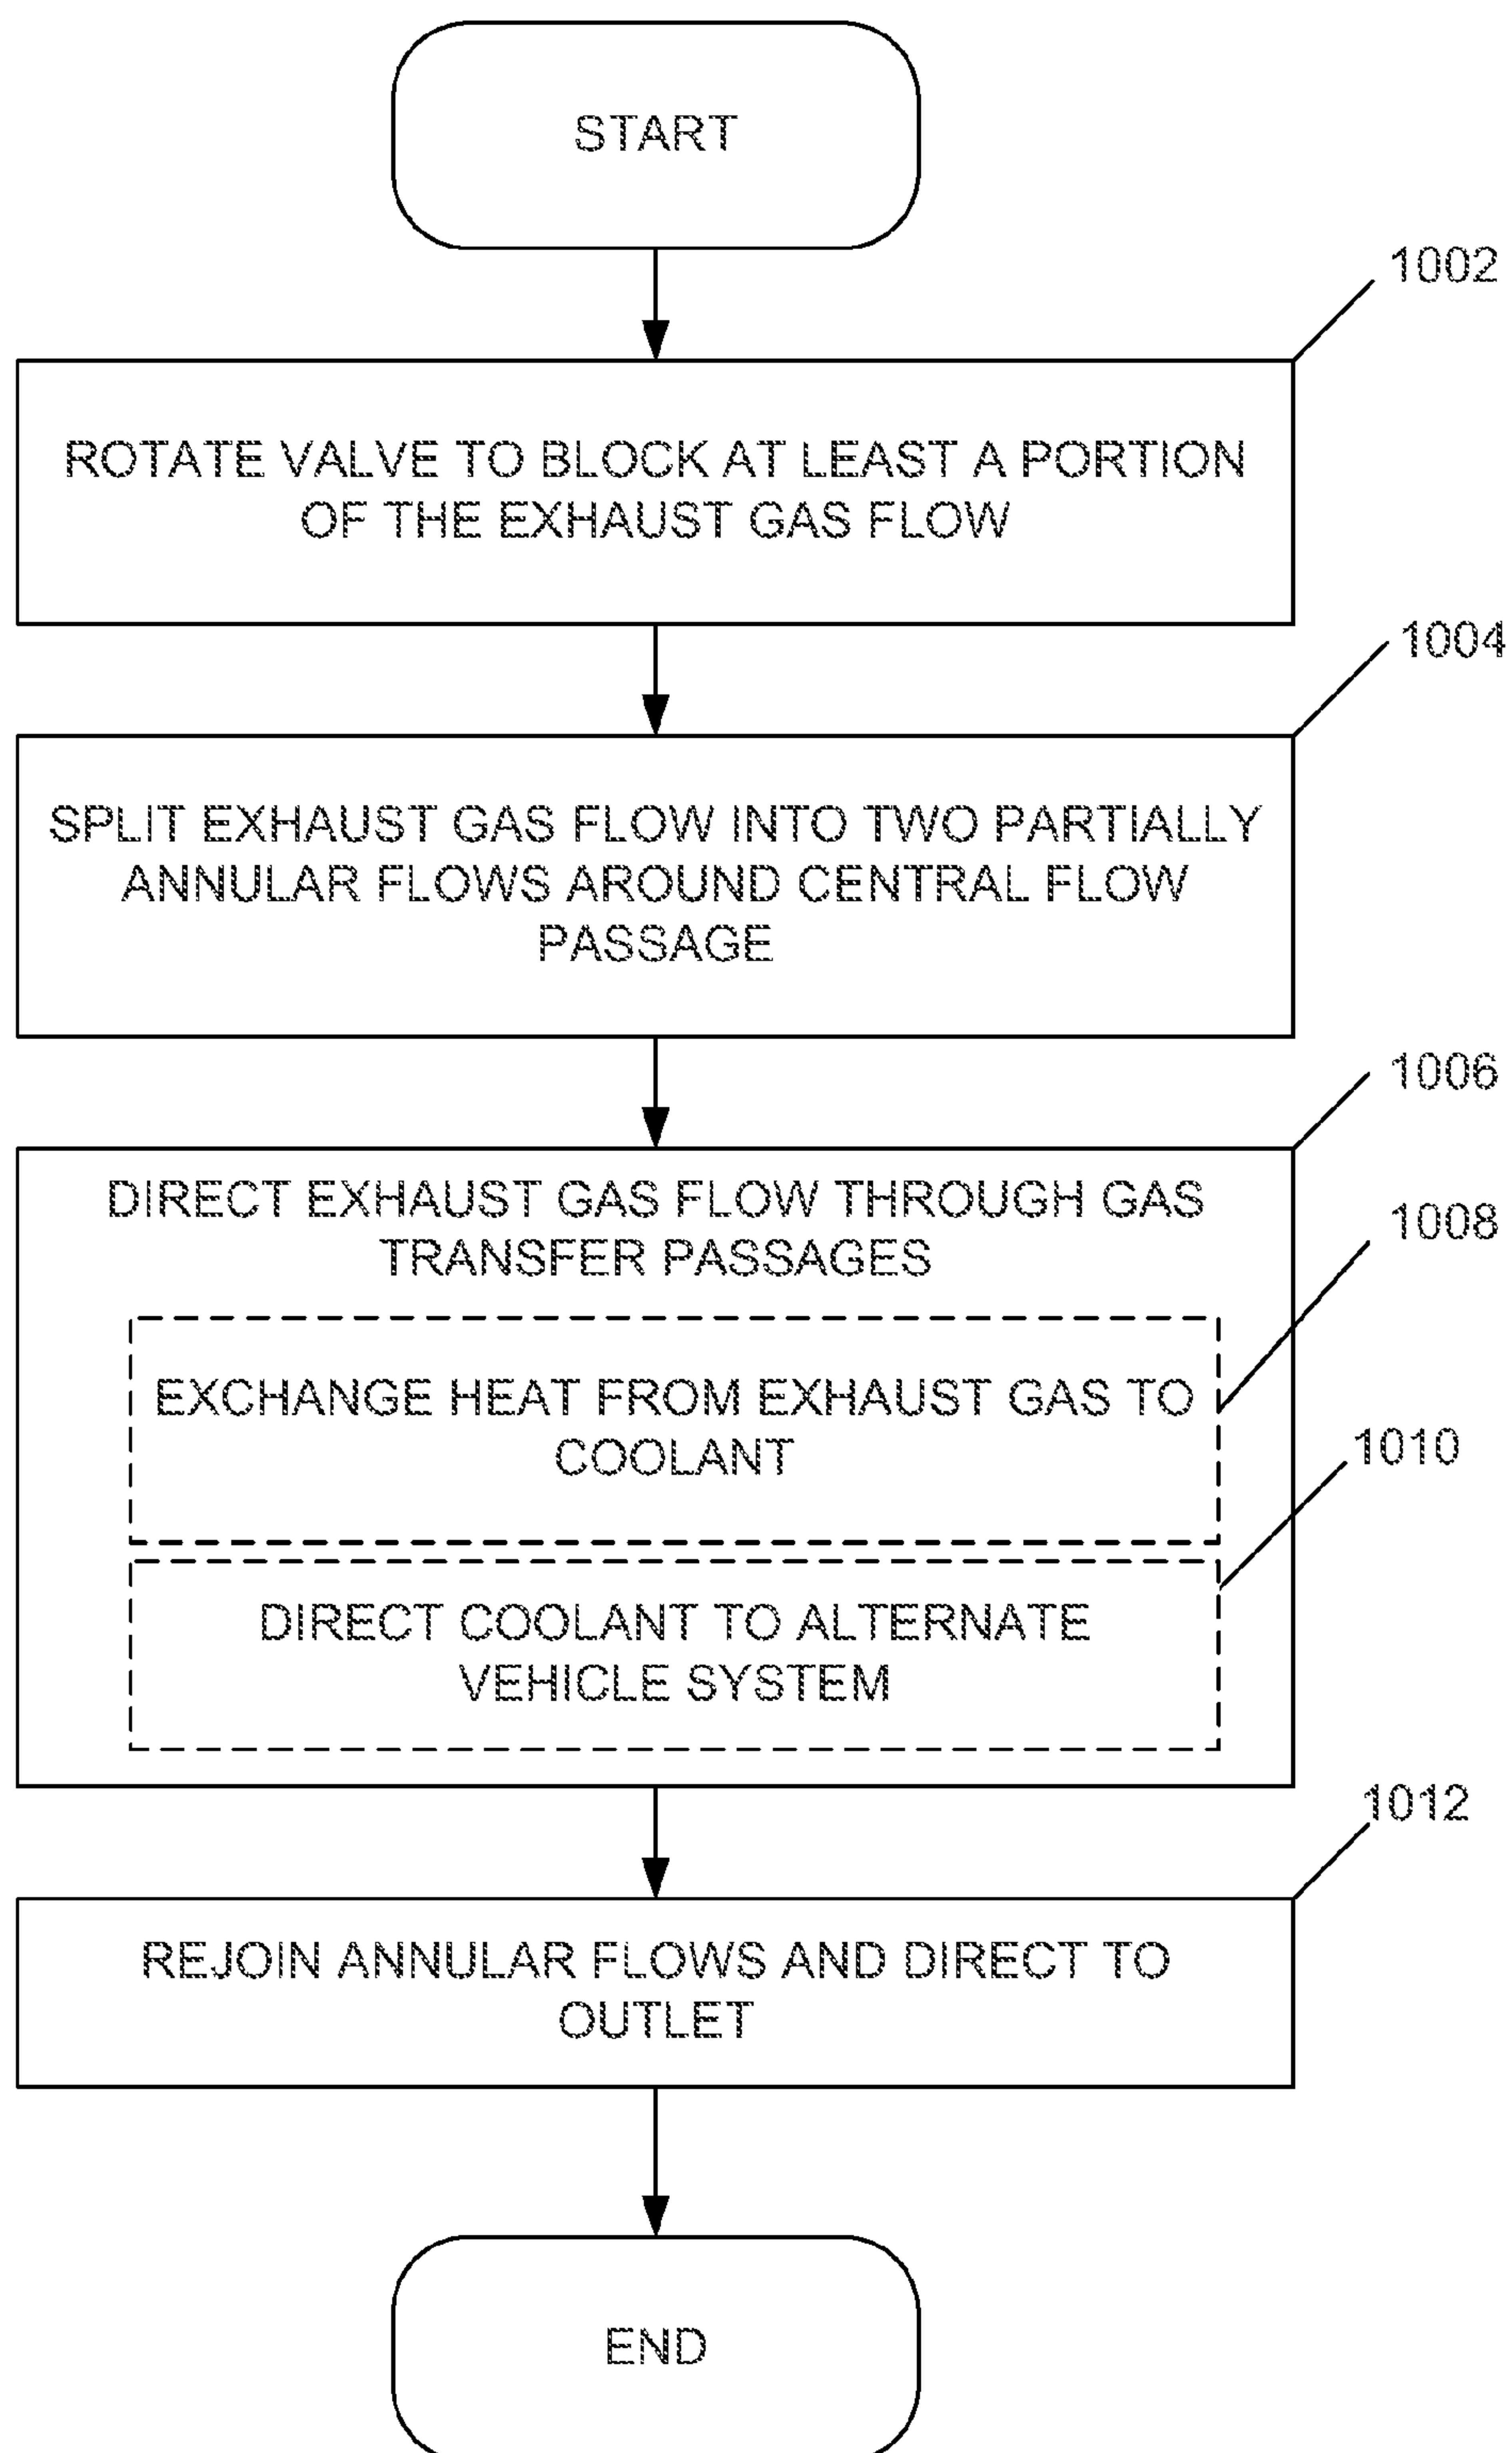 START
1002
ROTATE VALVE TO BLOCK AT LEAST A PORTION
OF THE EXHAUST GAS FLOW
1004
SPLIT EXHAUST GAS FLOW INTO TWO PARTIALLY
ANNULAR FLOWS AROUND CENTRAL FLOW
PASSAGE
1006
DIRECT EXHAUST GAS FLOW THROUGH GAS
TRANSFER PASSAGES
1008
EXCHANGE HEAT FROM EXHAUST GAS TO
COOLANT
1010
DIRECT COOLANT TO ALTERNATE
VEHICLE SYSTEM
1012
REJOIN ANNULAR FLOWS AND DIRECT TO
OUTLET
END